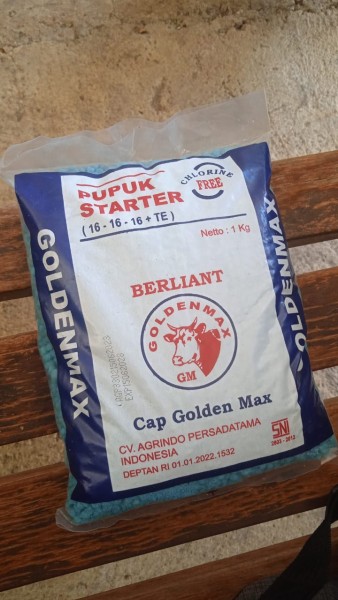 PUPUK
STARTER
( 16 - 16 - 16 + TE )
CHLORINE
FREE
Netto : 1 Kg
GOLDENMAX
OLDENMAX
BERLIANT
GOLDENMAX
GM
Cap Golden Max
CV. AGRINDO PERSADATAMA
INDONESIA
DEPTAN RI 01.01.2022.1532
SNI